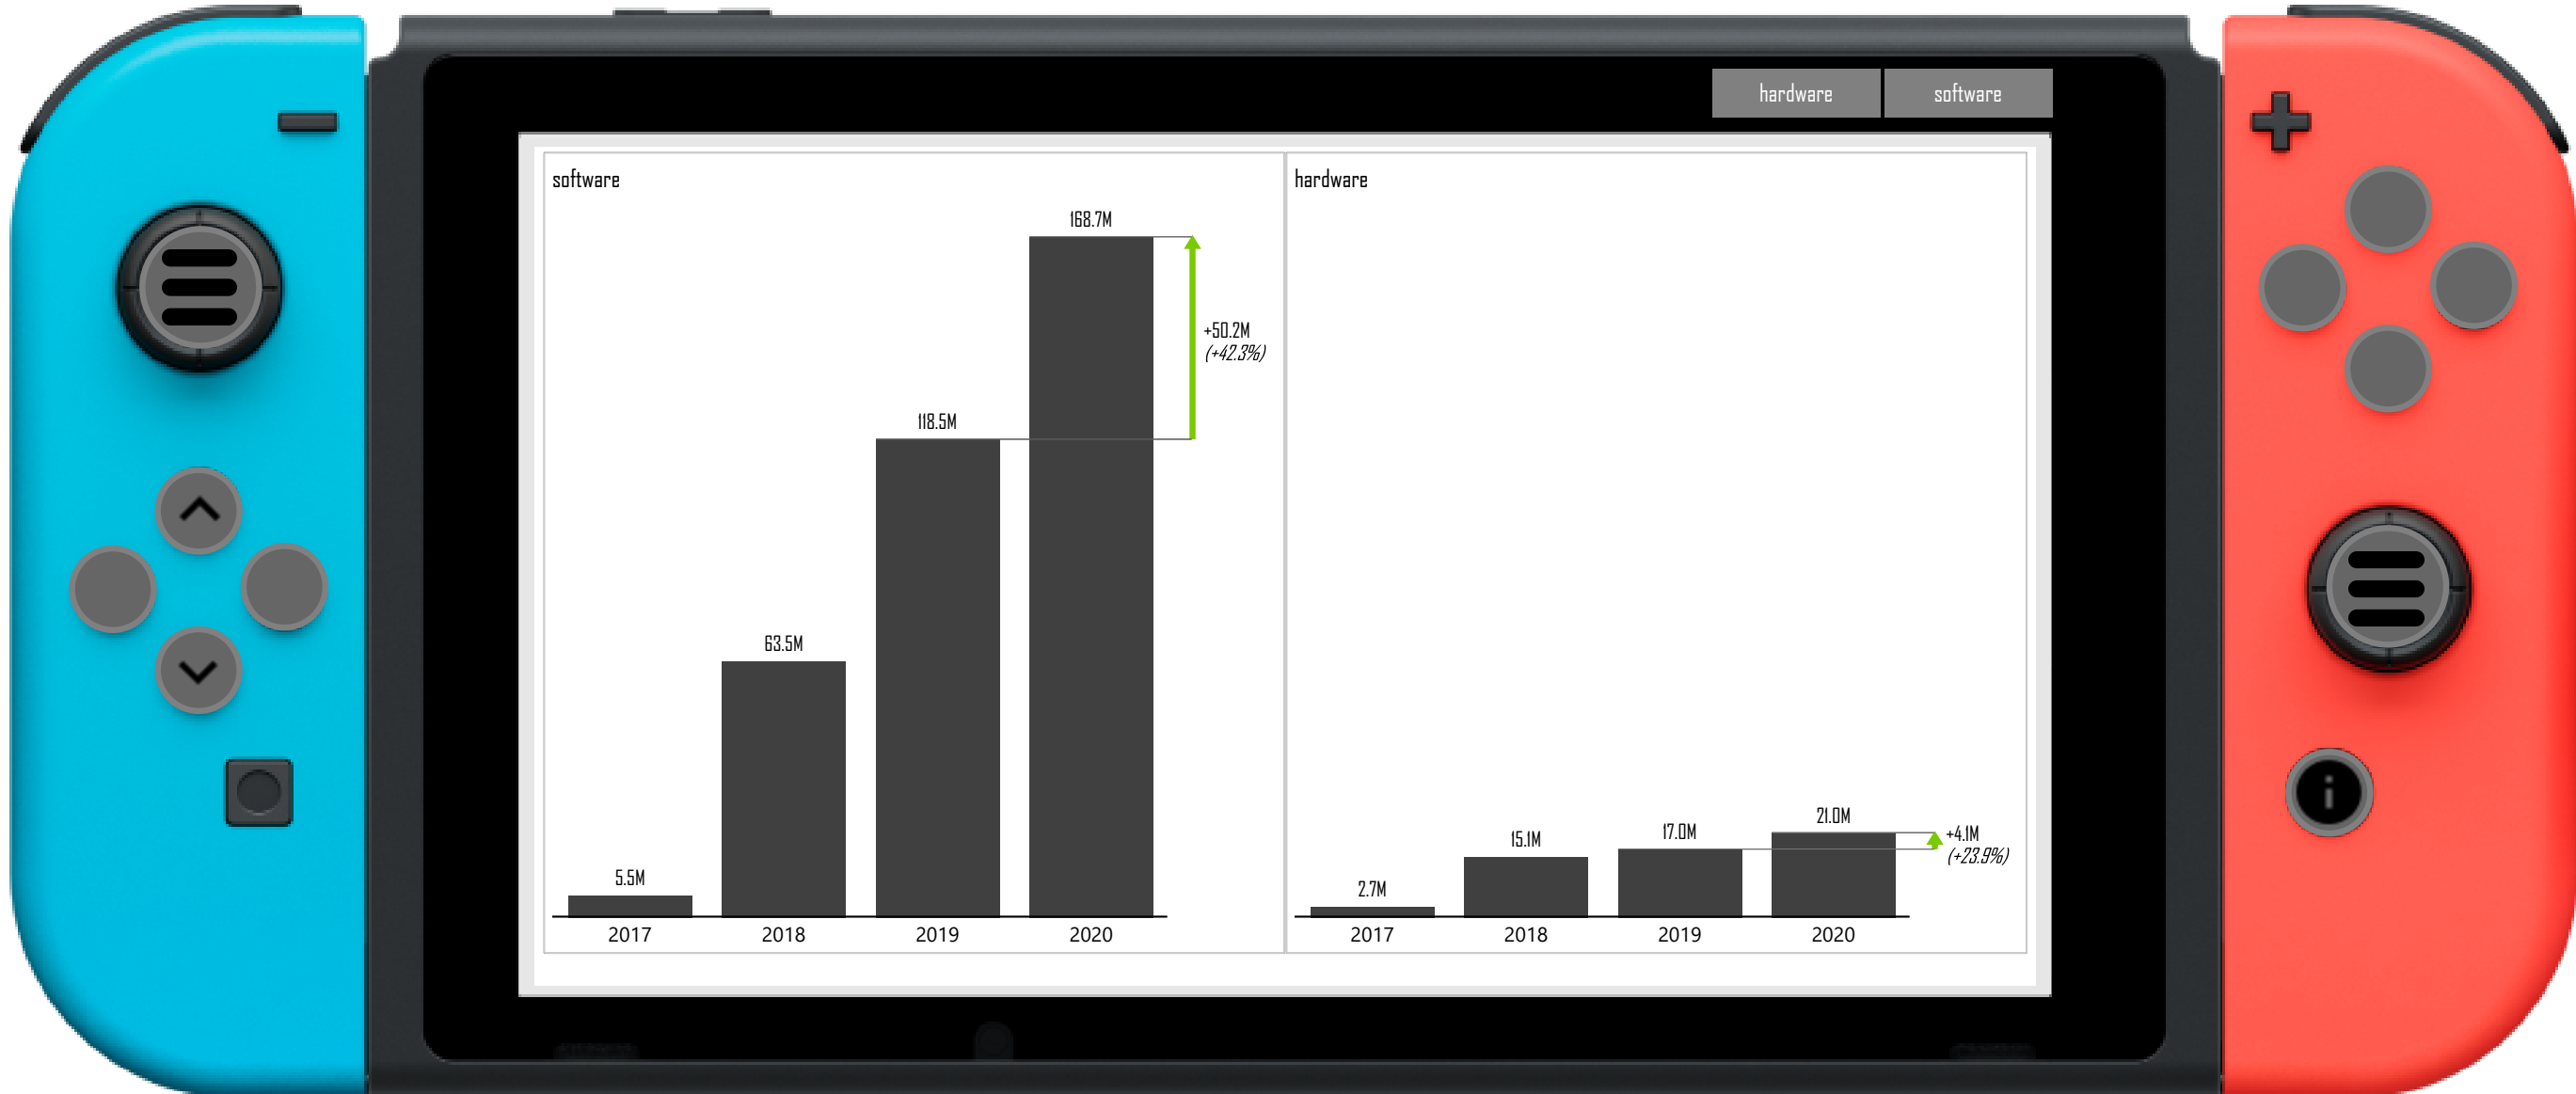 hardware
software
software
168.7M
+50.2M
(+42.3%)
118.5M
63.5M
5.5M
2017
2018
2019
2020
hardware
21.0M
+4.1M
(+23.9%)
17.0M
15.1M
2.7M
2017
2018
2019
2020
i